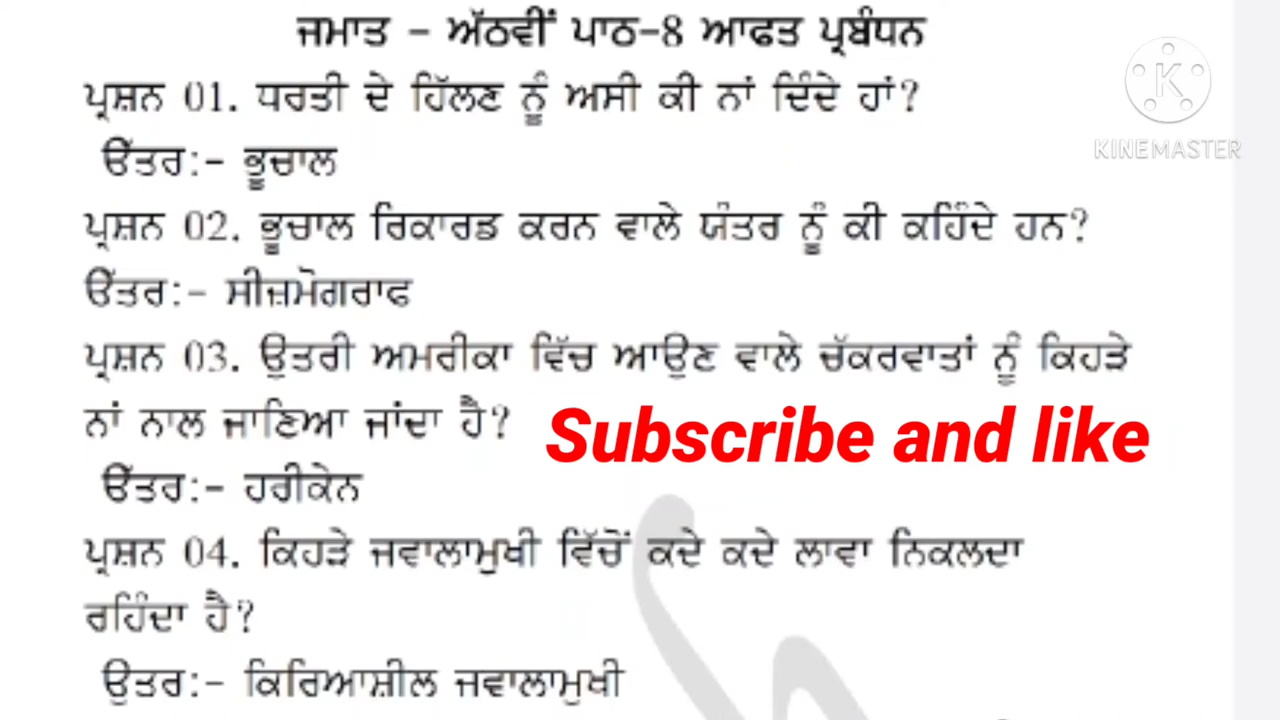 ਜਮਾਤ - ਅੱਠਵੀਂ ਪਾਠ-8 ਆਫਤ ਪ੍ਰਬੰਧਨ
ਪ੍ਰਸ਼ਨ 01. ਧਰਤੀ ਦੇ ਹਿੱਲਣ ਨੂੰ ਅਸੀ ਕੀ ਨਾਂ ਦਿੰਦੇ ਹਾਂ?
ਉੱਤਰ:- ਭੂਚਾਲ
ਪ੍ਰਸ਼ਨ 02. ਭੂਚਾਲ ਰਿਕਾਰਡ ਕਰਨ ਵਾਲੇ ਯੰਤਰ ਨੂੰ ਕੀ ਕਹਿੰਦੇ ਹਨ?
ਉੱਤਰ:- ਸੀਜ਼ਮੋਗਰਾਫ
ਪ੍ਰਸ਼ਨ 03. ਉਤਰੀ ਅਮਰੀਕਾ ਵਿੱਚ ਆਉਣ ਵਾਲੇ ਚੱਕਰਵਾਤਾਂ ਨੂੰ ਕਿਹੜੇ
ਨਾਂ ਨਾਲ ਜਾਣਿਆ ਜਾਂਦਾ ਹੈ?
Subscribe and like
ਉੱਤਰ:- ਹਰੀਕੇਨ
ਪ੍ਰਸ਼ਨ 04. ਕਿਹੜੇ ਜਵਾਲਾਮੁਖੀ ਵਿੱਚੋਂ ਕਦੇ ਕਦੇ ਲਾਵਾ ਨਿਕਲਦਾ
ਰਹਿੰਦਾ ਹੈ?
ਉਤਰ:- ਕਿਰਿਆਸ਼ੀਲ ਜਵਾਲਾਮੁਖੀ
K
KINEMASTER